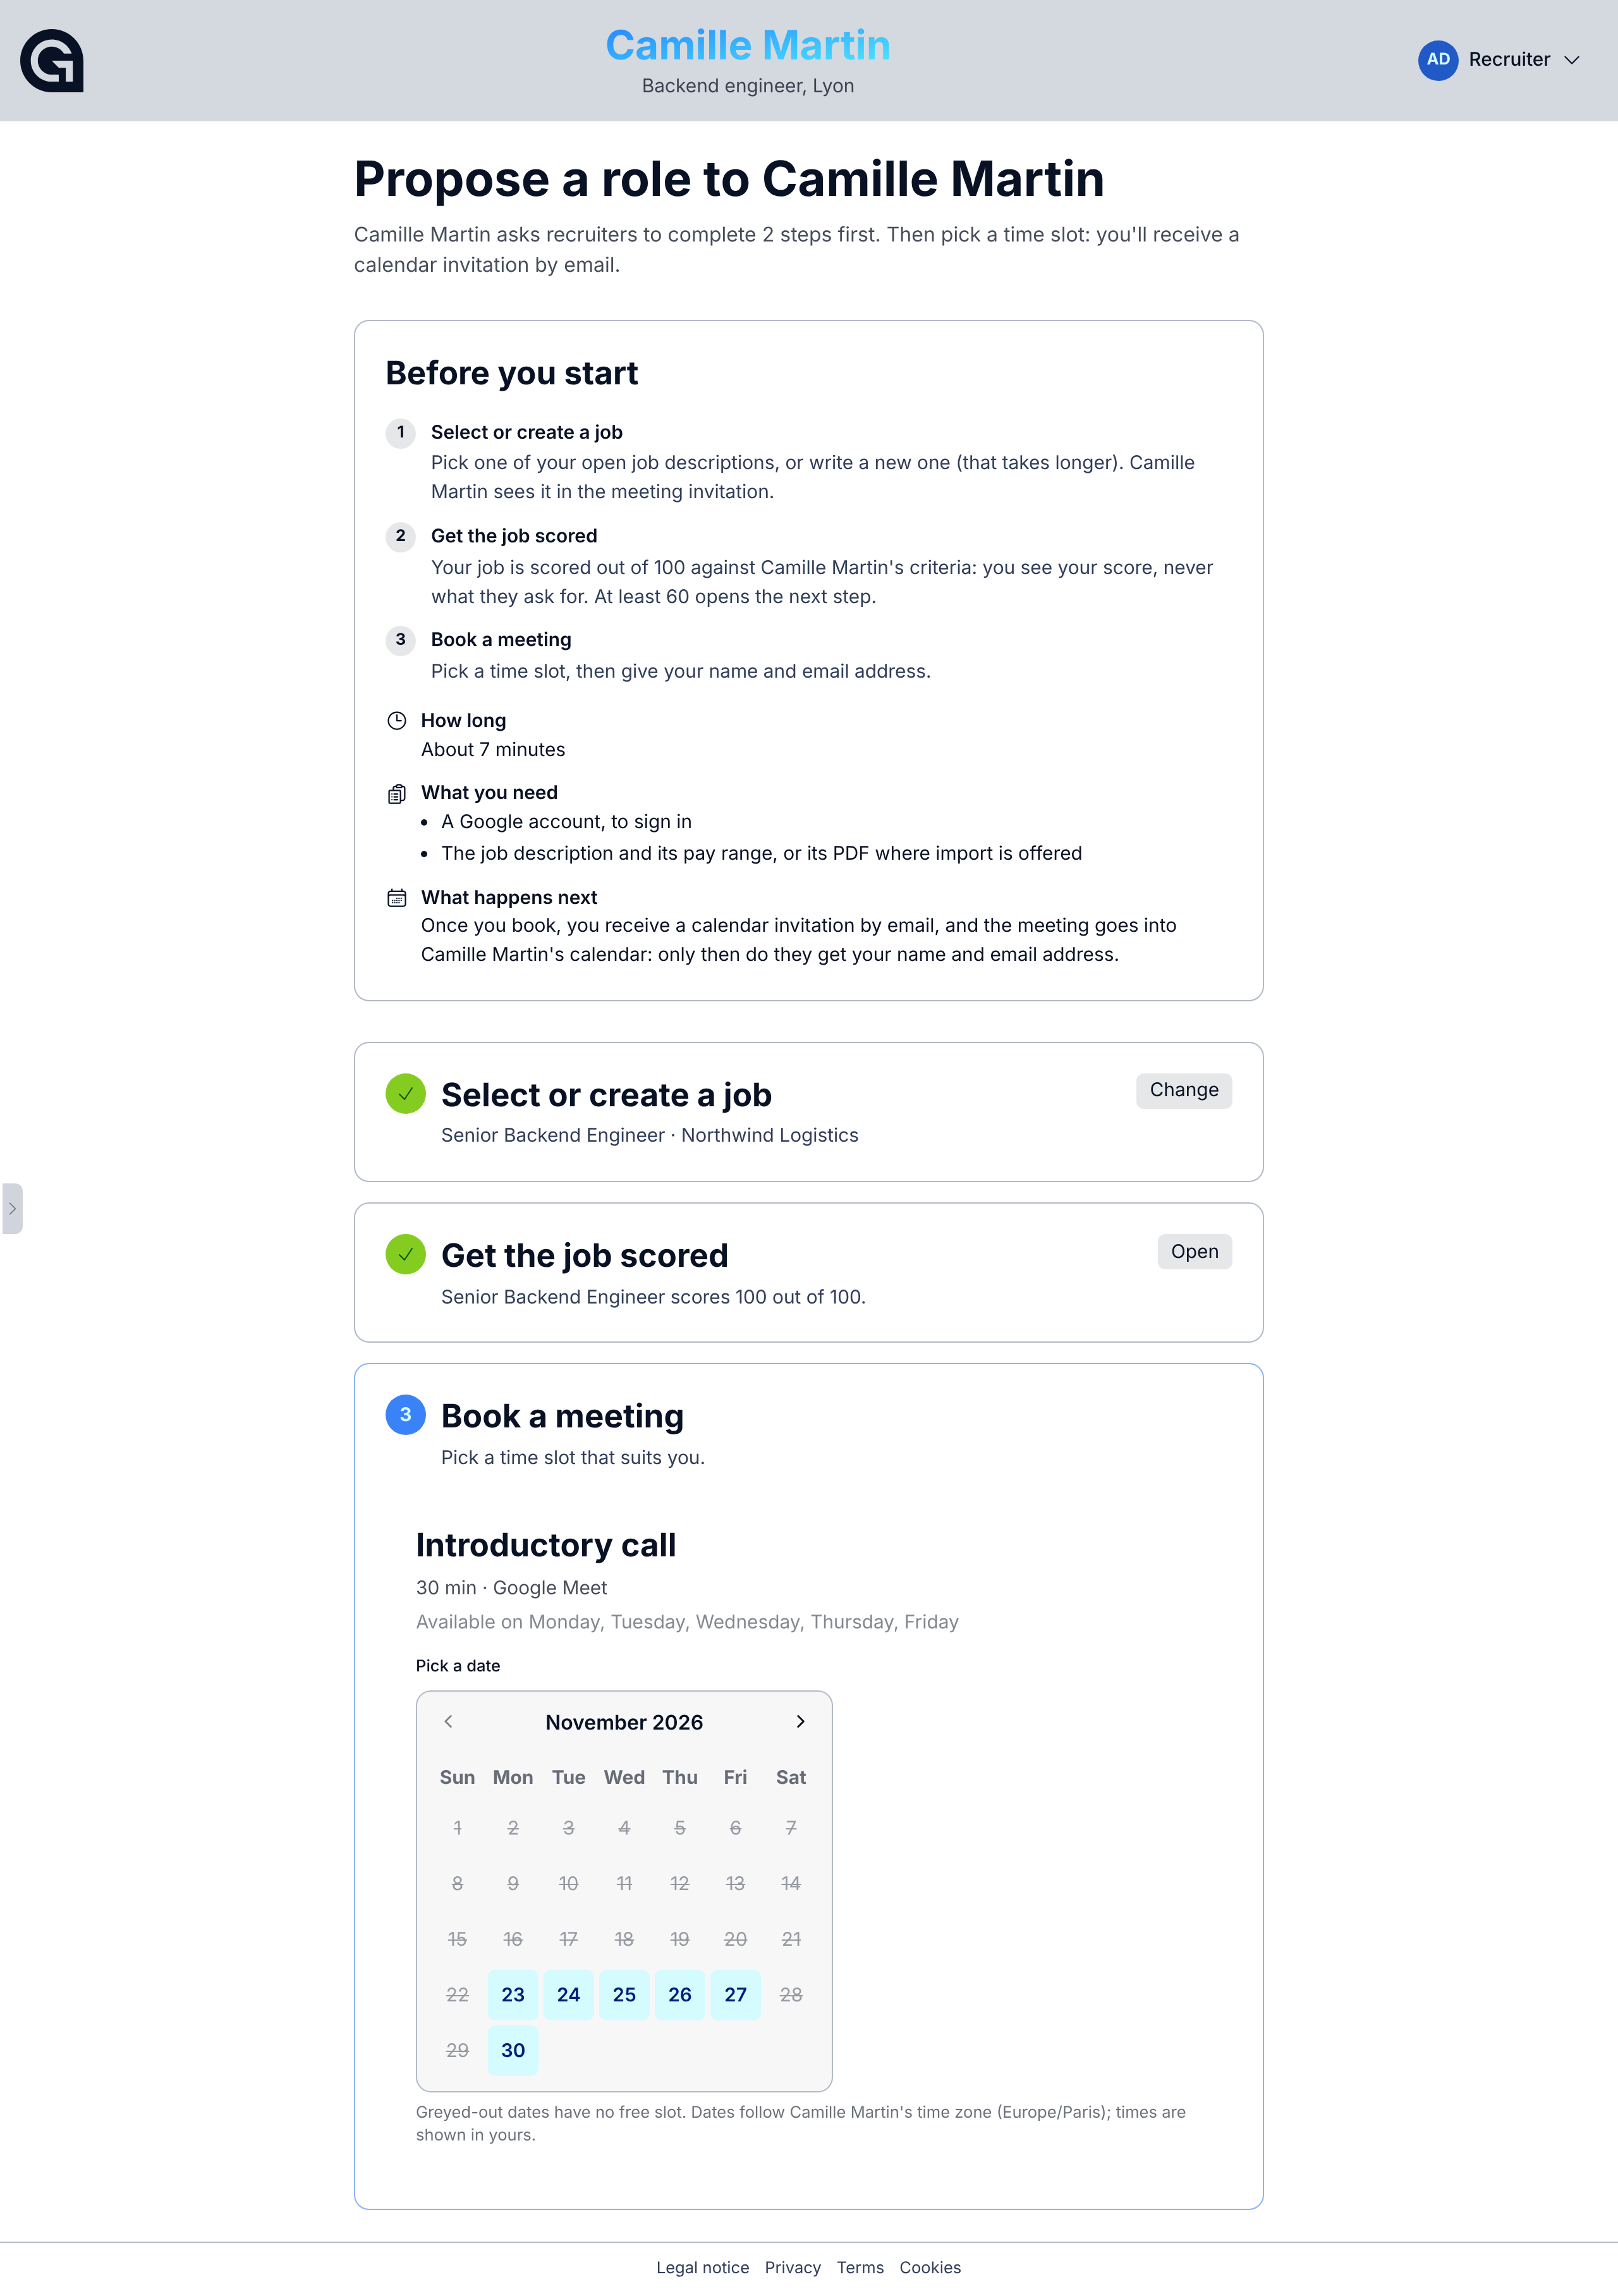 Camille Martin
Backend engineer, Lyon
AD
Recruiter
Propose a role to Camille Martin
Camille Martin asks recruiters to complete 2 steps first. Then pick a time slot: you'll receive a
calendar invitation by email.
Before you start
1
Select or create a job
Pick one of your open job descriptions, or write a new one (that takes longer). Camille
Martin sees it in the meeting invitation.
2
Get the job scored
Your job is scored out of 100 against Camille Martin's criteria: you see your score, never
what they ask for. At least 60 opens the next step.
3
Book a meeting
Pick a time slot, then give your name and email address.
How long
About 7 minutes
What you need
• A Google account, to sign in
• The job description and its pay range, or its PDF where import is offered
What happens next
Once you book, you receive a calendar invitation by email, and the meeting goes into
Camille Martin's calendar: only then do they get your name and email address.
Select or create a job
Change
Senior Backend Engineer · Northwind Logistics
Get the job scored
Open
Senior Backend Engineer scores 100 out of 100.
3
Book a meeting
Pick a time slot that suits you.
Introductory call
30 min · Google Meet
Available on Monday, Tuesday, Wednesday, Thursday, Friday
Pick a date
November 2026
Sun Mon Tue Wed Thu Fri Sat
1 2 3 4 5 6 7
8 9 10 11 12 13 14
15 16 17 18 19 20 21
22 23 24 25 26 27 28
29 30
Greyed-out dates have no free slot. Dates follow Camille Martin's time zone (Europe/Paris); times are
shown in yours.
Legal notice Privacy Terms Cookies